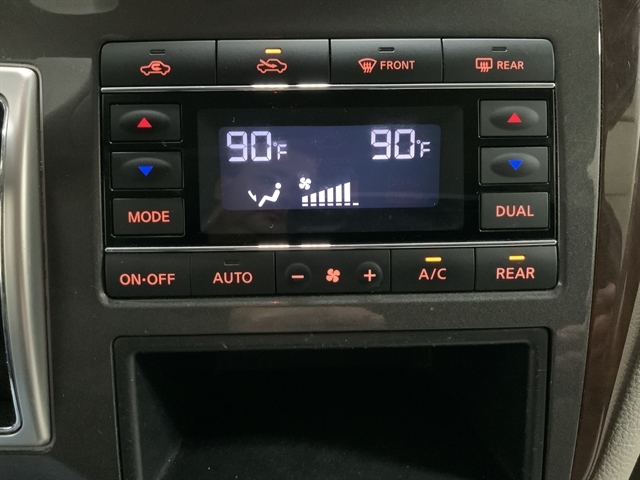 FRONT
REAR
90°F 90°F
MODE
DUAL
ON·OFF AUTO − + A/C REAR